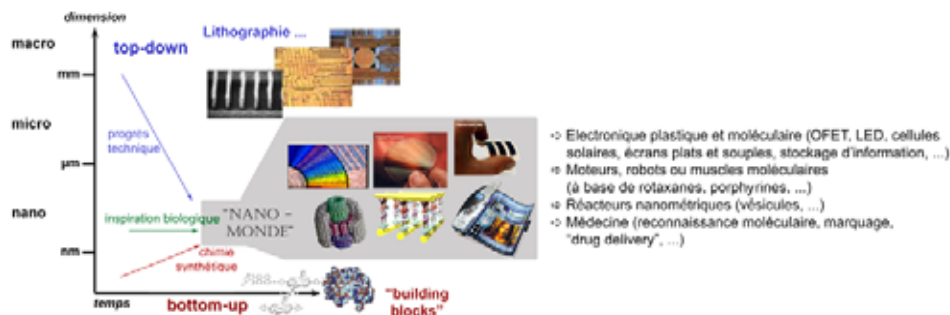 dimension
macro
top-down
Lithographie ...
mm
micro
progrès
technique
µm
nano
inspiration biologique
"NANO -
MONDE"
nm
chimie
synthétique
temps
bottom-up
"building
blocks"
➪ Electronique plastique et moléculaire (OFET, LED, cellules
solaires, écrans plats et souples, stockage d'information, ...)
➪ Moteurs, robots ou muscles moléculaires
(à base de rotaxanes, porphyrines, ...)
➪ Réacteurs nanométriques (vésicules, ...)
➪ Médecine (reconnaissance moléculaire, marquage,
"drug delivery", ...)